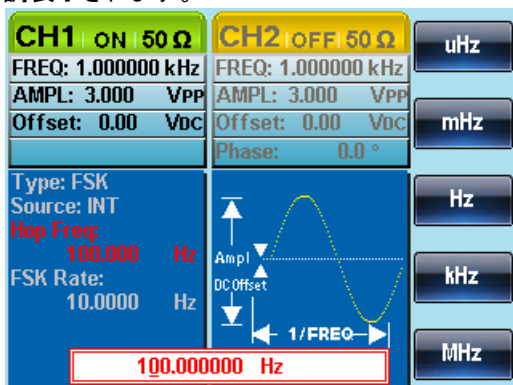 CH1 ON 50 Ω
FREQ: 1.000000 kHz
AMPL: 3.000 VPP
Offset: 0.00 VDC
CH2 OFF 50 Ω
FREQ: 1.000000 kHz
AMPL: 3.000 VPP
Offset: 0.00 VDC
Phase: 0.0 °
Type: FSK
Source: INT
Hop Freq:
100.000 Hz
FSK Rate:
10.0000 Hz
Ampl
DC Offset
1/FREQ
100.000000 Hz
uHz
mHz
Hz
kHz
MHz